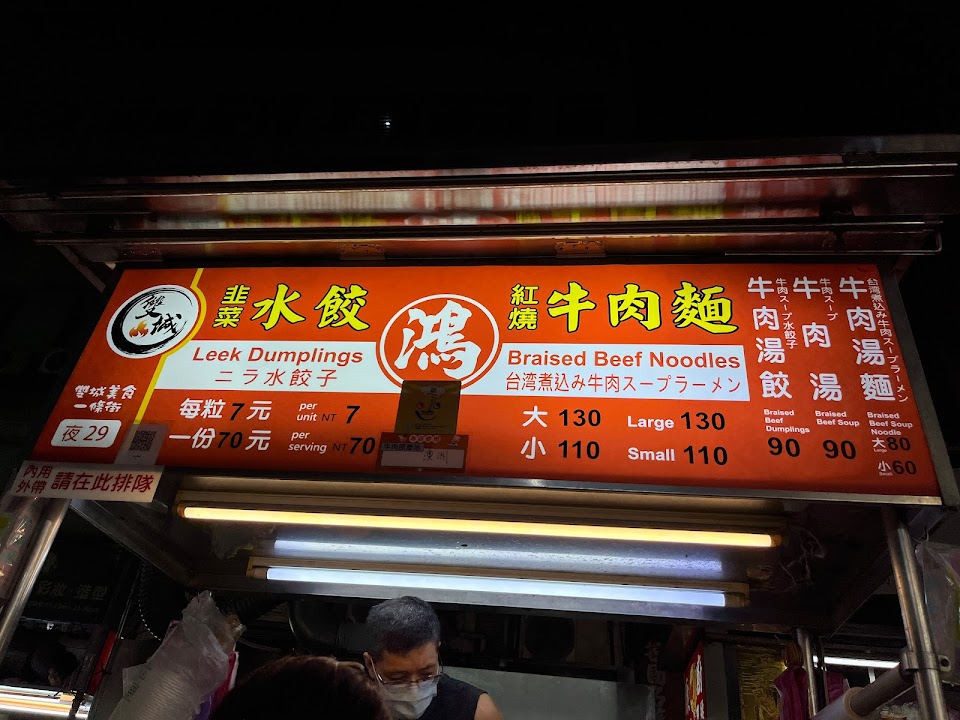 雙城
雙城美食
一條街
夜29
韭菜
水餃
Leek Dumplings
ニラ水餃子
每粒7元
per
unit NT 7
一份70元
per
serving NT 70
鴻
紅燒
牛肉麵
Braised Beef Noodles
台湾煮込み牛肉スープラーメン
大 130
Large 130
小 110
Small 110
牛肉湯餃
牛肉スープ水餃子
Braised
Beef
Dumplings
90
牛肉湯
牛肉スープ
Braised
Beef Soup
90
牛肉湯麵
台湾煮込み牛肉スープラーメン
Braised
Beef Soup
Noodle
大 80
Large
小 60
Small
內用
外帶
請在此排隊